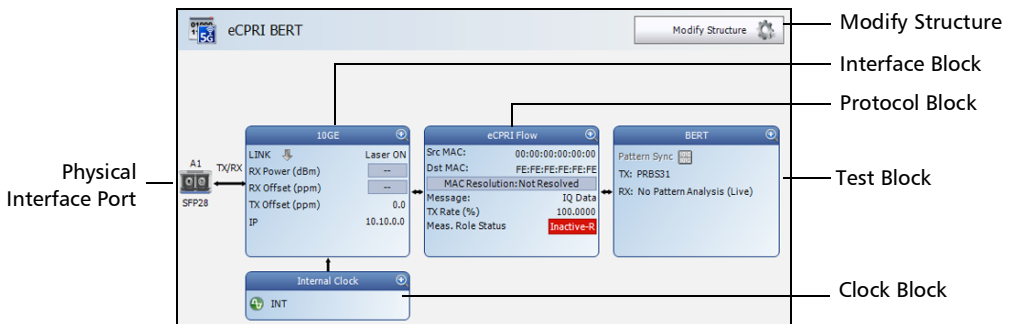 eCPRI BERT
5G
Modify Structure
Modify Structure
Interface Block
Protocol Block
Test Block
Clock Block
Physical
Interface Port
A1
TX/RX
SFP28
10GE
LINK Laser ON
RX Power (dBm) --
RX Offset (ppm) --
TX Offset (ppm) 0.0
IP 10.10.0.0
eCPRI Flow
Src MAC: 00:00:00:00:00:00
Dst MAC: FE:FE:FE:FE:FE:FE
MAC Resolution: Not Resolved
Message: IQ Data
TX Rate (%) 100.0000
Meas. Role Status Inactive-R
BERT
Pattern Sync
TX: PRBS31
RX: No Pattern Analysis (Live)
Internal Clock
INT